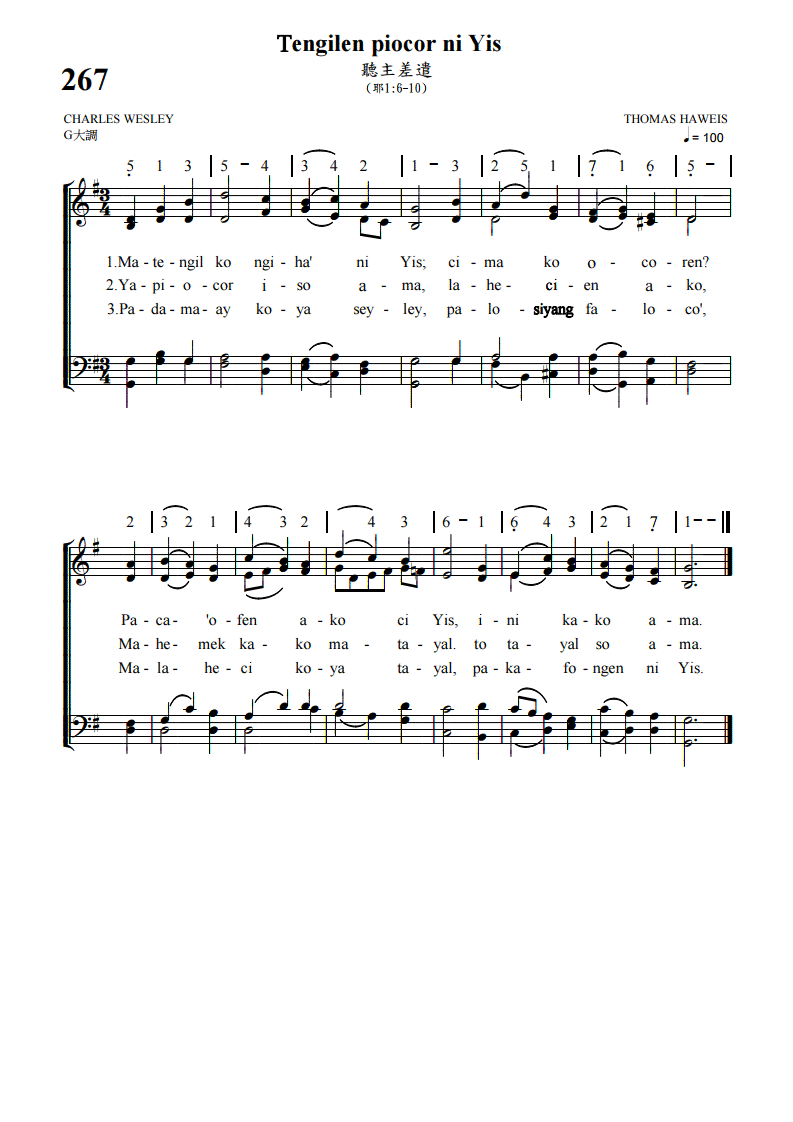 Tengilen piocor ni Yis
267
聽主差遣
(耶1:6-10)
CHARLES WESLEY
THOMAS HAWEIS
G大調
♩= 100
5̣ 1 3 | 5 - 4 | 3 4 2 | 1 - 3 | 2 5 1 | 7̣ 1 6̣ | 5̣ - |
1.Ma - te - ngil ko ngi - ha' ni Yis; ci - ma ko o - co - ren?
2.Ya - pi - o - cor i - so a - ma, la - he - ci - en a - ko,
3.Pa - da - ma - ay ko - ya sey - ley, pa - lo - siyang fa - lo - co',
2 | 3 2 1 | 4 3 2 | 4 3 | 6 - 1 | 6̣ 4 3 | 2 1 7̣ | 1 - - ||
Pa - ca - 'o - fen a - ko ci Yis, i - ni ka - ko a - ma.
Ma - he - mek ka - ko ma - ta - yal. to ta - yal so a - ma.
Ma - la - he - ci ko - ya ta - yal, pa - ka - fo - ngen ni Yis.